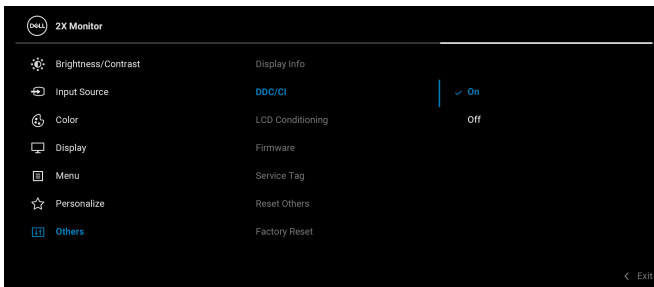 DELL 2X Monitor
Brightness/Contrast Display Info
Input Source DDC/CI On
Color LCD Conditioning Off
Display Firmware
Menu Service Tag
Personalize Reset Others
Others Factory Reset
Exit